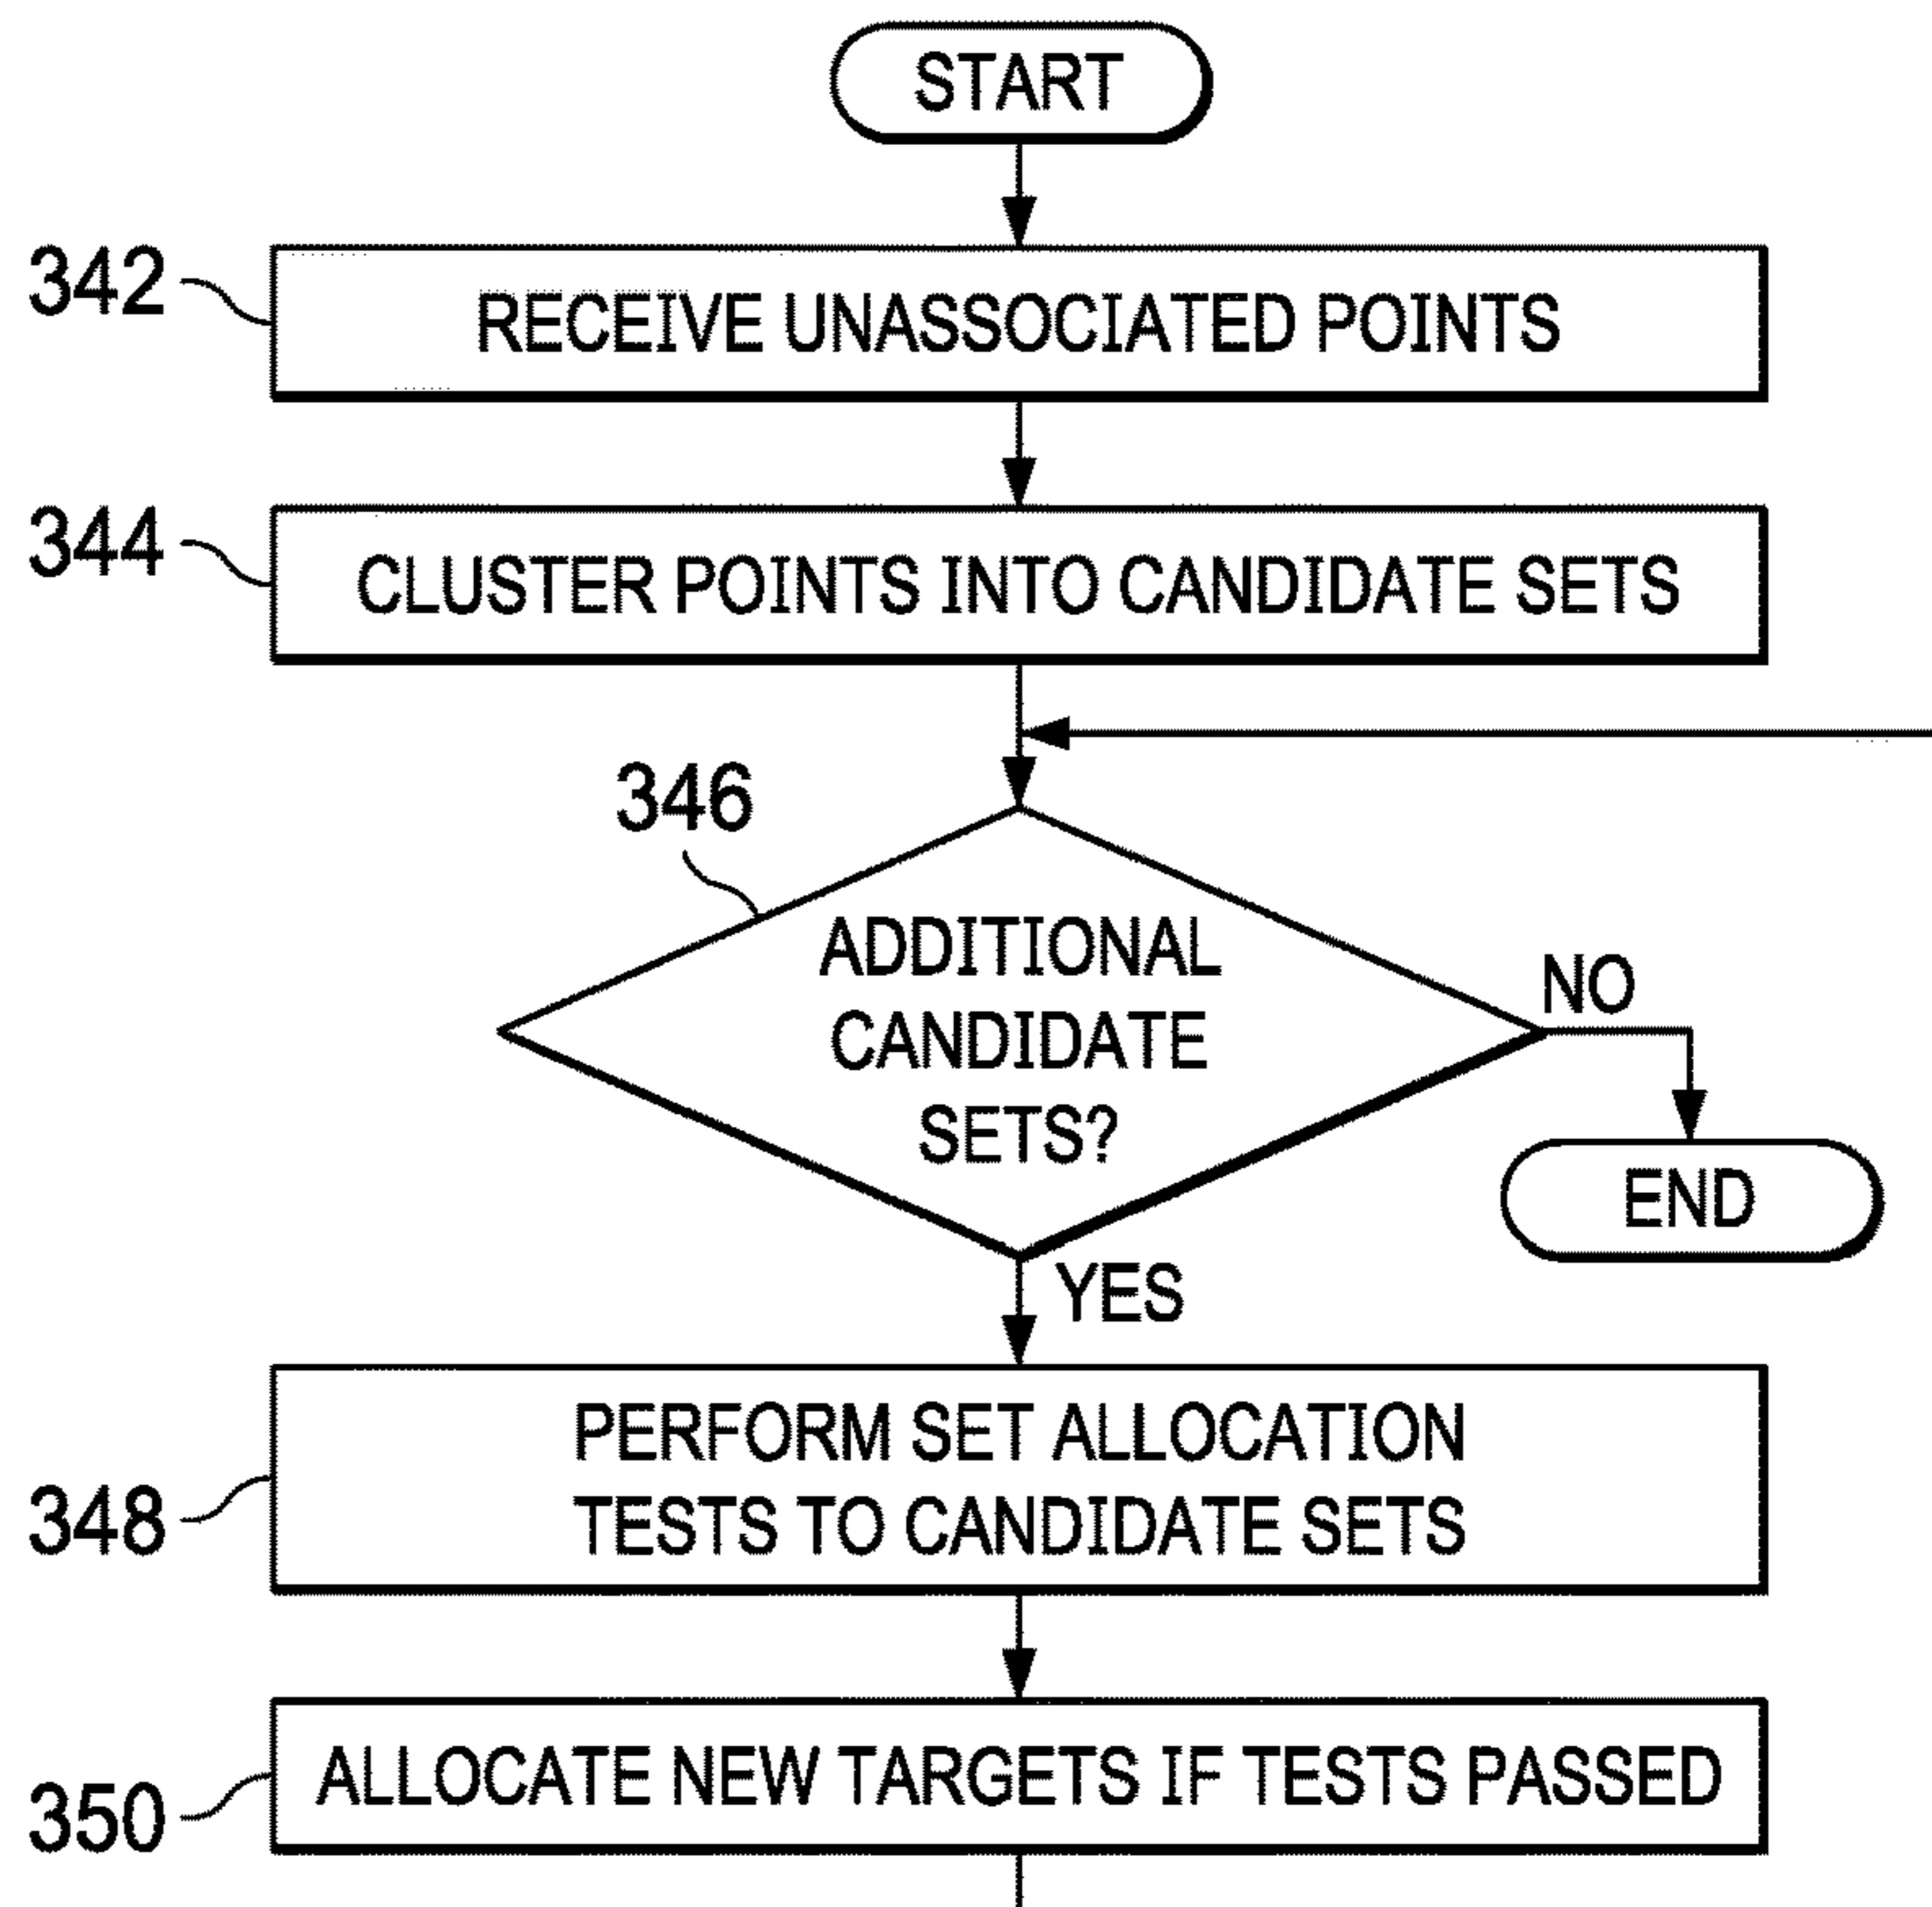 START
342
RECEIVE UNASSOCIATED POINTS
344
CLUSTER POINTS INTO CANDIDATE SETS
346
ADDITIONAL
CANDIDATE
SETS?
NO
END
YES
348
PERFORM SET ALLOCATION
TESTS TO CANDIDATE SETS
350
ALLOCATE NEW TARGETS IF TESTS PASSED